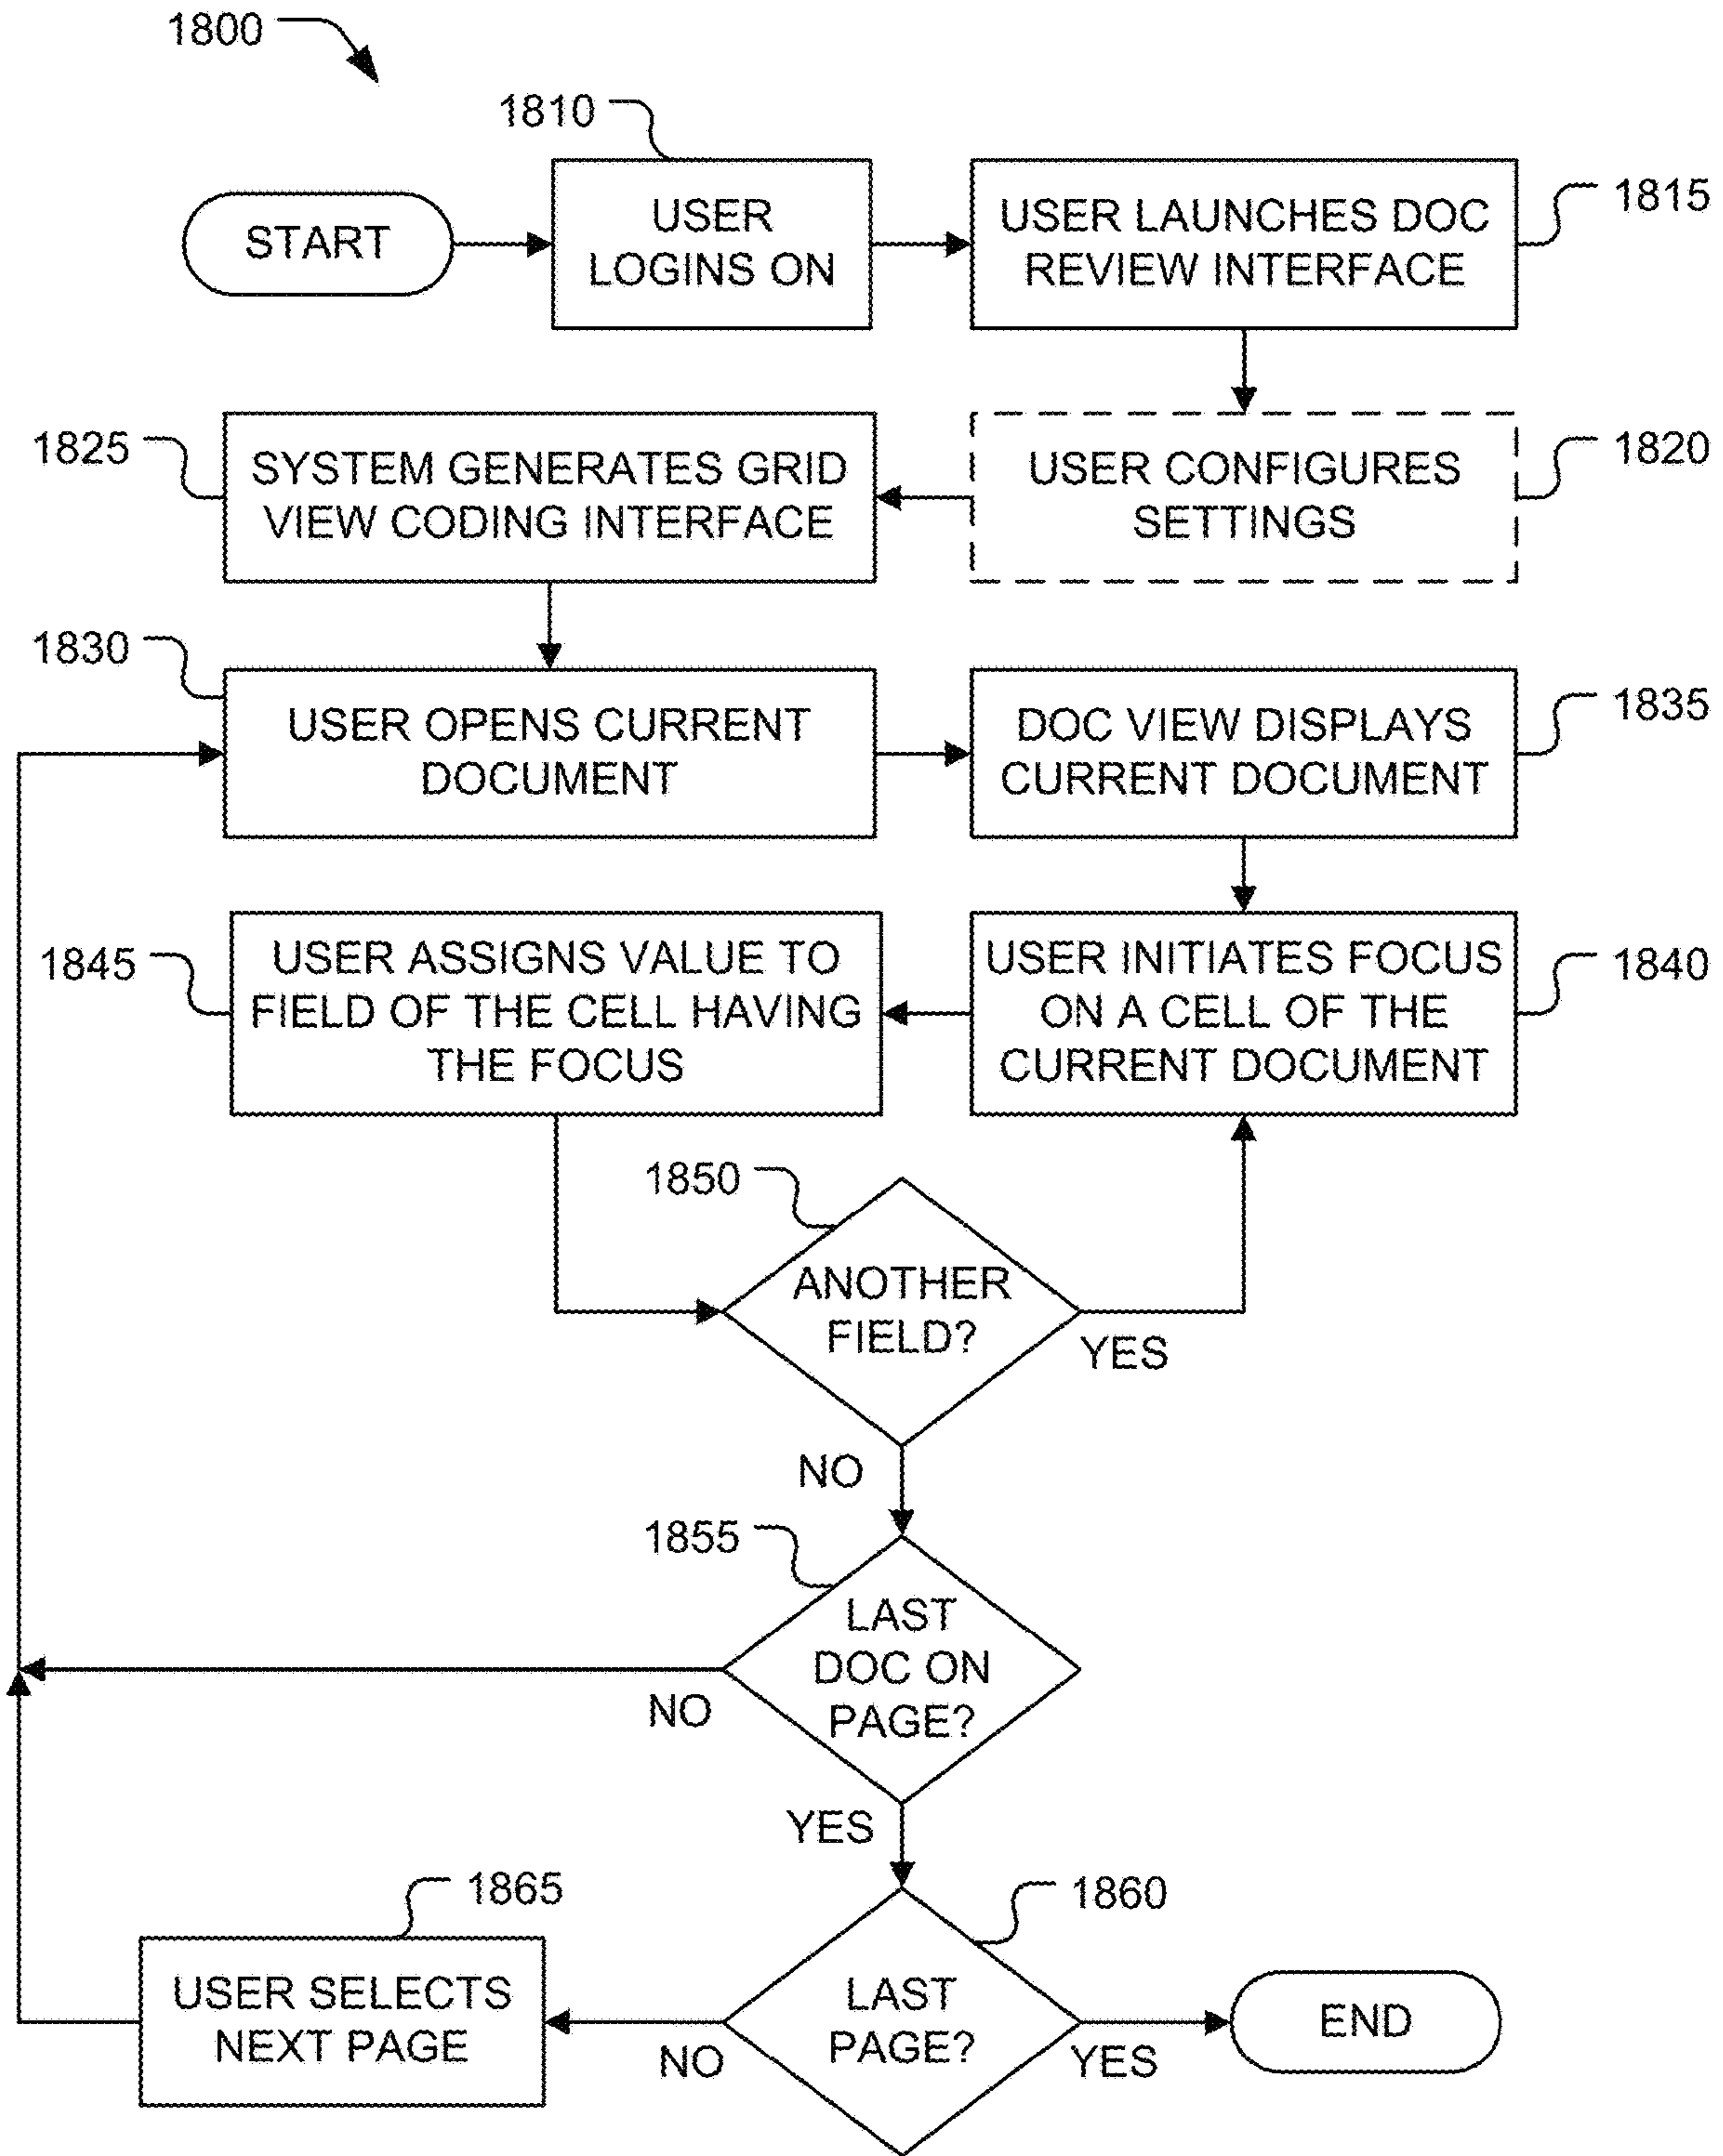 1800
1810
START
USER
LOGINS ON
USER LAUNCHES DOC
REVIEW INTERFACE
1815
1825
SYSTEM GENERATES GRID
VIEW CODING INTERFACE
USER CONFIGURES
SETTINGS
1820
1830
USER OPENS CURRENT
DOCUMENT
DOC VIEW DISPLAYS
CURRENT DOCUMENT
1835
1845
USER ASSIGNS VALUE TO
FIELD OF THE CELL HAVING
THE FOCUS
USER INITIATES FOCUS
ON A CELL OF THE
CURRENT DOCUMENT
1840
1850
ANOTHER
FIELD?
YES
NO
1855
LAST
DOC ON
PAGE?
NO
YES
1865
USER SELECTS
NEXT PAGE
1860
LAST
PAGE?
NO
YES
END